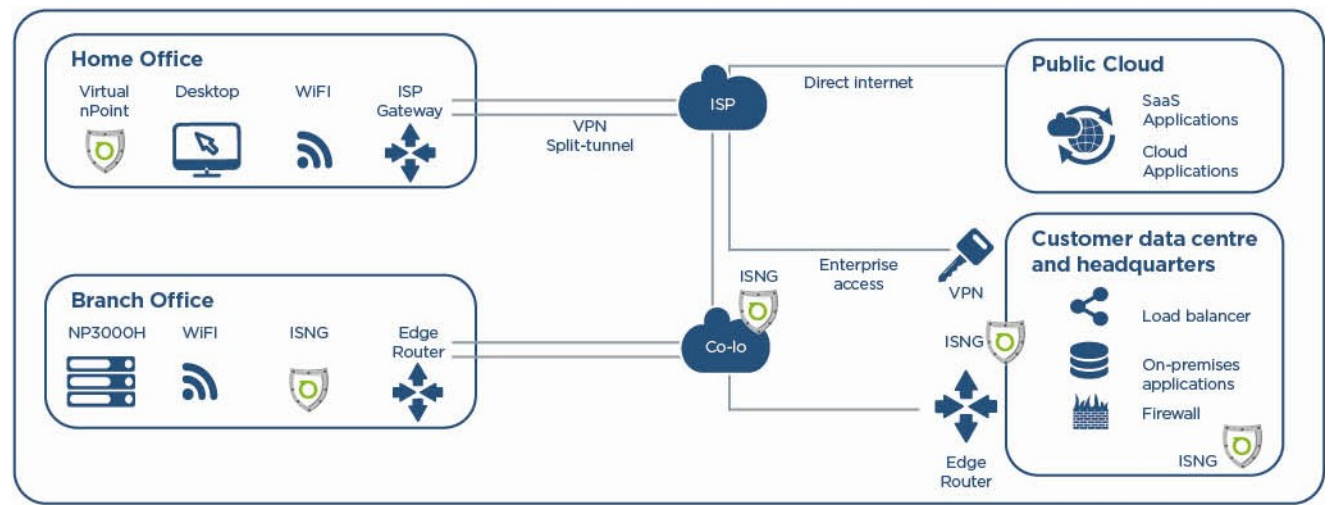 Home Office
Virtual
nPoint
Desktop
WiFI
ISP
Gateway
VPN
Split-tunnel
ISP
Direct internet
Public Cloud
SaaS
Applications
Cloud
Applications
Branch Office
NP3000H
WiFI
ISNG
Edge
Router
ISNG
Co-lo
Enterprise
access
VPN
ISNG
Edge
Router
Customer data centre
and headquarters
Load balancer
On-premises
applications
Firewall
ISNG